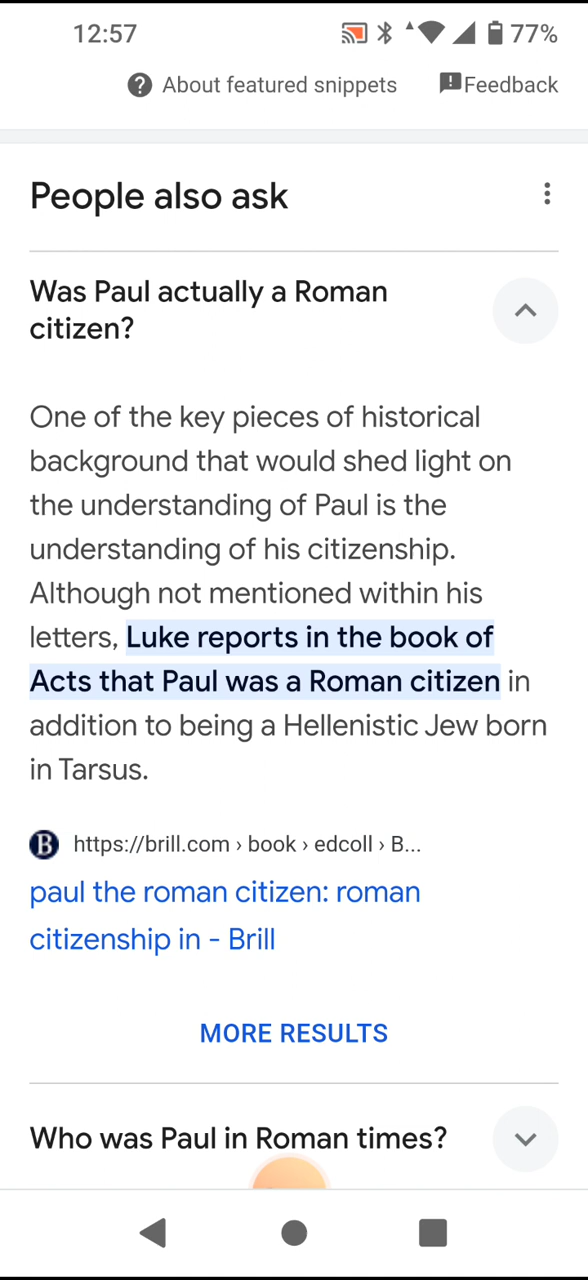 12:57
77%
About featured snippets
Feedback
People also ask
Was Paul actually a Roman
citizen?
One of the key pieces of historical
background that would shed light on
the understanding of Paul is the
understanding of his citizenship.
Although not mentioned within his
letters, Luke reports in the book of
Acts that Paul was a Roman citizen in
addition to being a Hellenistic Jew born
in Tarsus.
B
https://brill.com › book › edcoll › B...
paul the roman citizen: roman
citizenship in - Brill
MORE RESULTS
Who was Paul in Roman times?